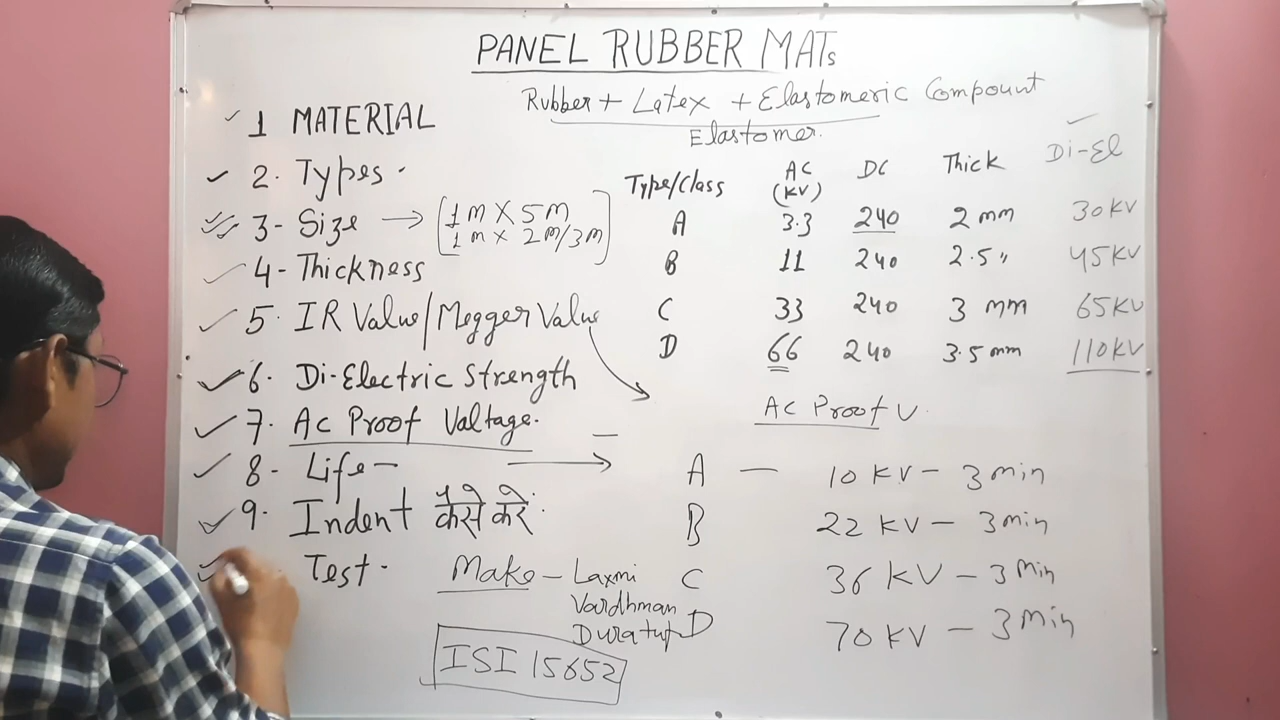 PANEL RUBBER MATs
Rubber + Latex + Elastomeric Compount
Elastomer.
1 MATERIAL
2. Types.
3- Size → 1m X 5m
1m x 2m/3m
4- Thickness
5. IR Value/Megger Value
6. Di-Electric Strength
7. Ac Proof Valtage.
8- Life -
9. Indent कैसे करे.
Test.
Make - Laxmi
Vardhman
ISI 15652
Type/Class AC (KV) DC Thick Di-El
A 3.3 240 2 mm 30KV
B 11 240 2.5 " 45KV
C 33 240 3 mm 65KV
D 66 240 3.5 mm 110KV
AC Proof V.
A — 10 KV - 3 min
B 22 KV - 3 min
C 36 KV - 3 Min
D 70 KV - 3 Min